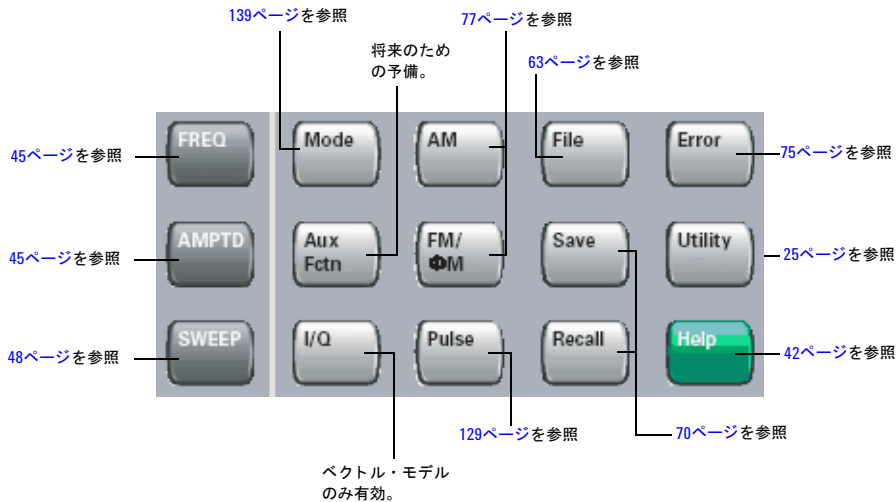 139ページを参照
77ページを参照
将来のため
の予備。
63ページを参照
FREQ
Mode
AM
File
Error
45ページを参照
75ページを参照
AMPTD
Aux
Fctn
FM/
ΦM
Save
Utility
45ページを参照
25ページを参照
SWEEP
I/Q
Pulse
Recall
Help
48ページを参照
42ページを参照
129ページを参照
70ページを参照
ベクトル・モデル
のみ有効。